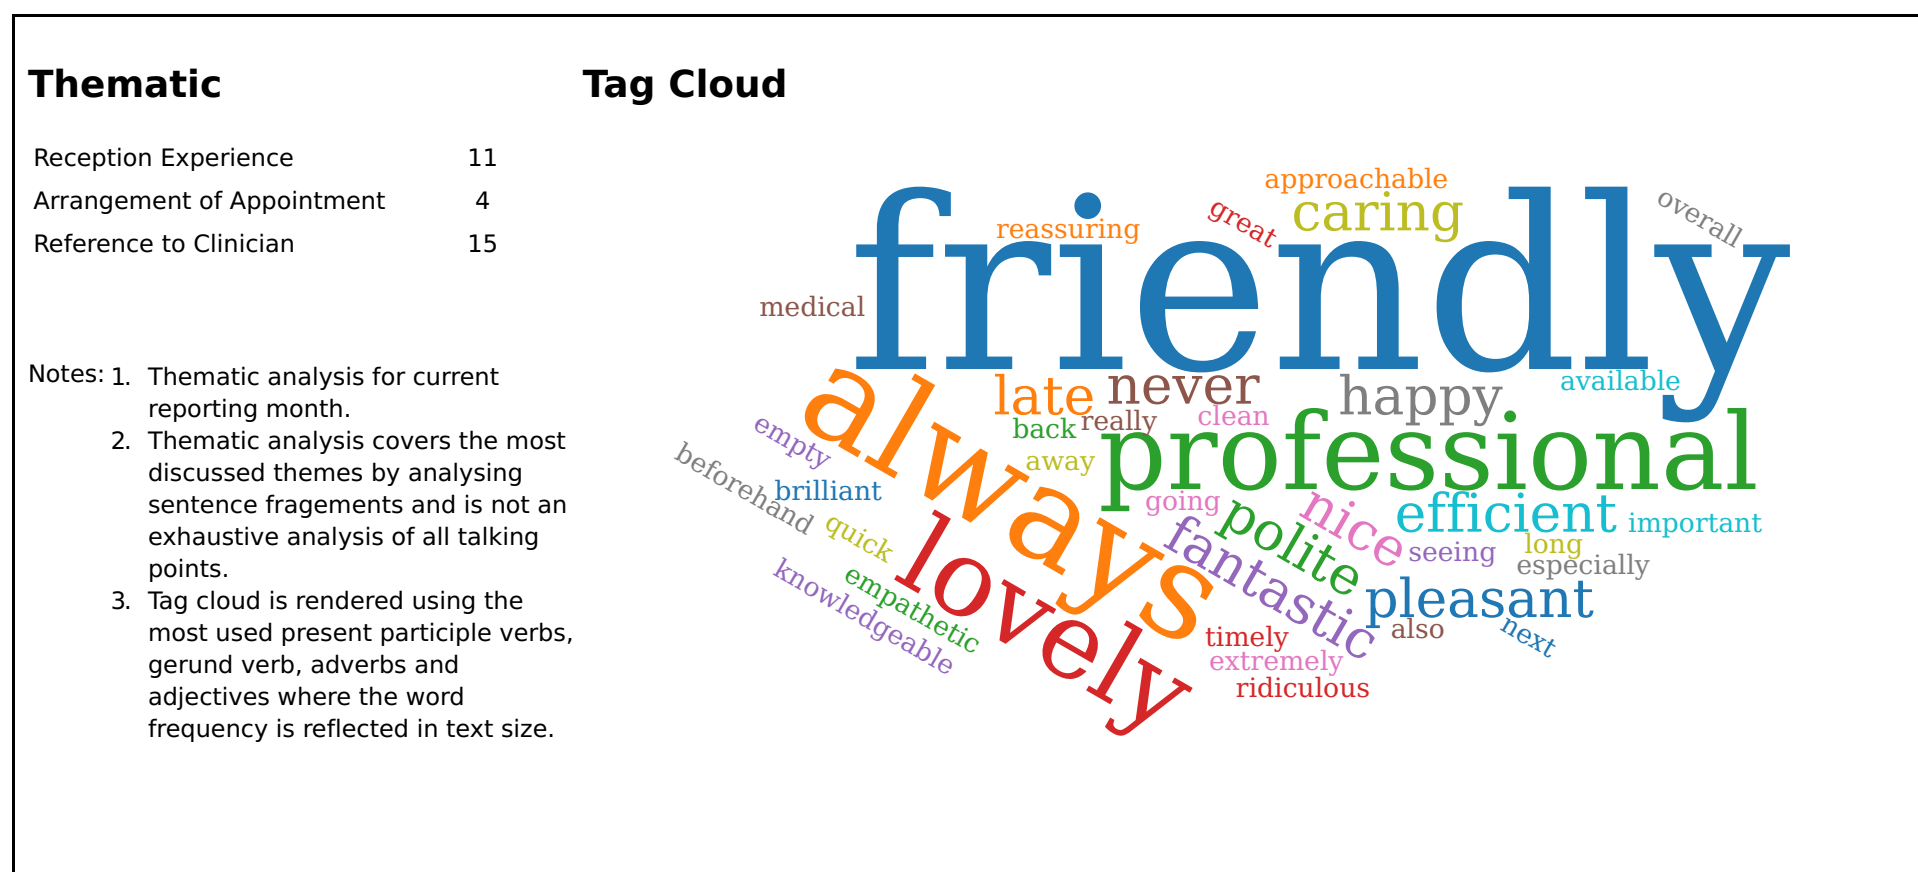 Thematic
Reception Experience 11
Arrangement of Appointment 4
Reference to Clinician 15
Notes: 1. Thematic analysis for current
reporting month.
2. Thematic analysis covers the most
discussed themes by analysing
sentence fragements and is not an
exhaustive analysis of all talking
points.
3. Tag cloud is rendered using the
most used present participle verbs,
gerund verb, adverbs and
adjectives where the word
frequency is reflected in text size.
Tag Cloud
approachable
caring
great
overall
reassuring
friendly
medical
late
never
happy
available
always
back
really
clean
professional
empty
away
beforehand
brilliant
going
polite
nice
efficient
important
quick
lovely
fantastic
seeing
long
especially
knowledgeable
empathetic
pleasant
timely
also
next
extremely
ridiculous